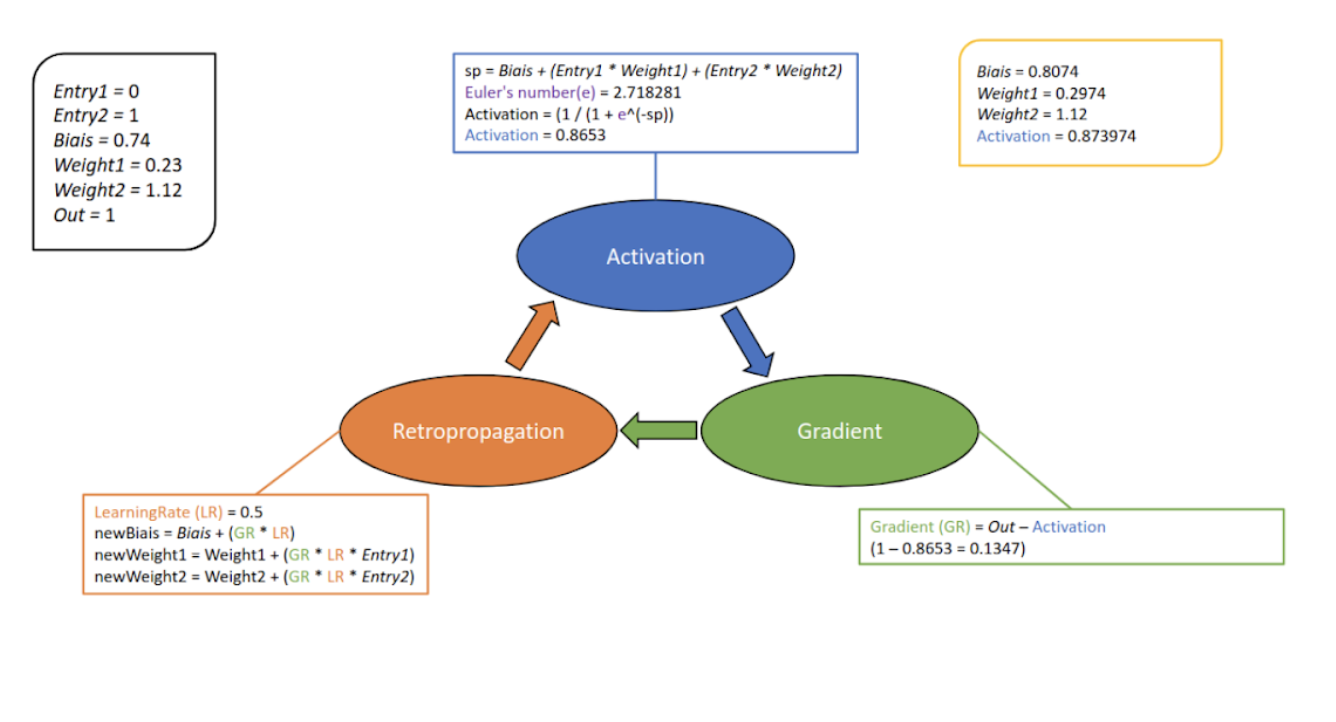 Entry1 = 0
Entry2 = 1
Biais = 0.74
Weight1 = 0.23
Weight2 = 1.12
Out = 1
sp = Biais + (Entry1 * Weight1) + (Entry2 * Weight2)
Euler's number(e) = 2.718281
Activation = (1 / (1 + e^(-sp))
Activation = 0.8653
Biais = 0.8074
Weight1 = 0.2974
Weight2 = 1.12
Activation = 0.873974
Activation
Retropropagation
Gradient
LearningRate (LR) = 0.5
newBiais = Biais + (GR * LR)
newWeight1 = Weight1 + (GR * LR * Entry1)
newWeight2 = Weight2 + (GR * LR * Entry2)
Gradient (GR) = Out – Activation
(1 – 0.8653 = 0.1347)